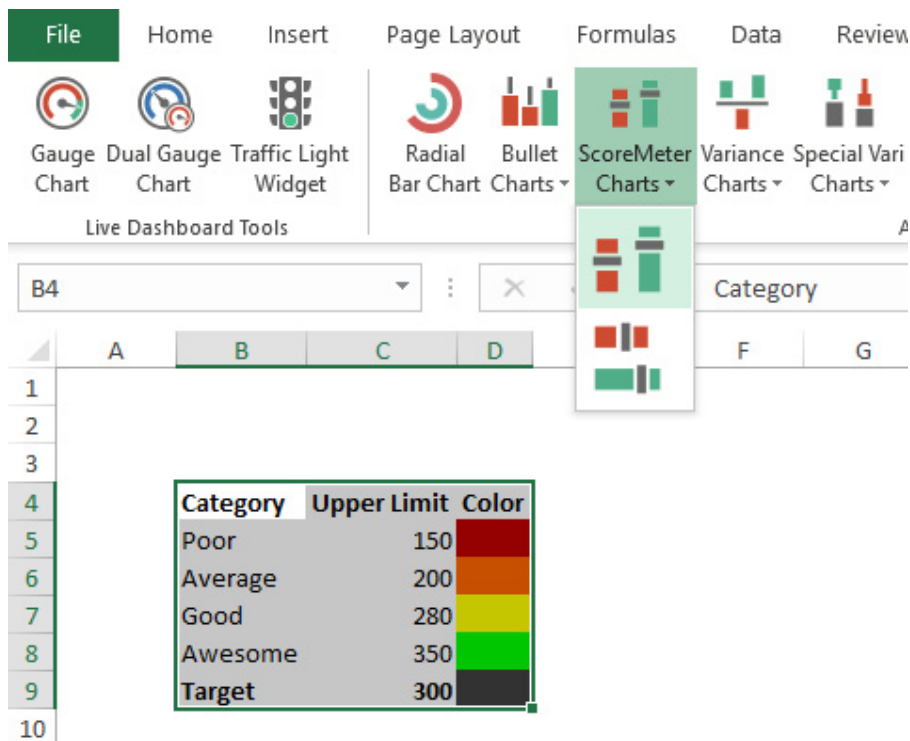 File Home Insert Page Layout Formulas Data Review
Gauge Dual Gauge Traffic Light Radial Bullet ScoreMeter Variance Special Vari
Chart Chart Widget Bar Chart Charts Charts Charts Charts
Live Dashboard Tools A
B4 Category
A B C D F G
1
2
3
4 Category Upper Limit Color
5 Poor 150
6 Average 200
7 Good 280
8 Awesome 350
9 Target 300
10